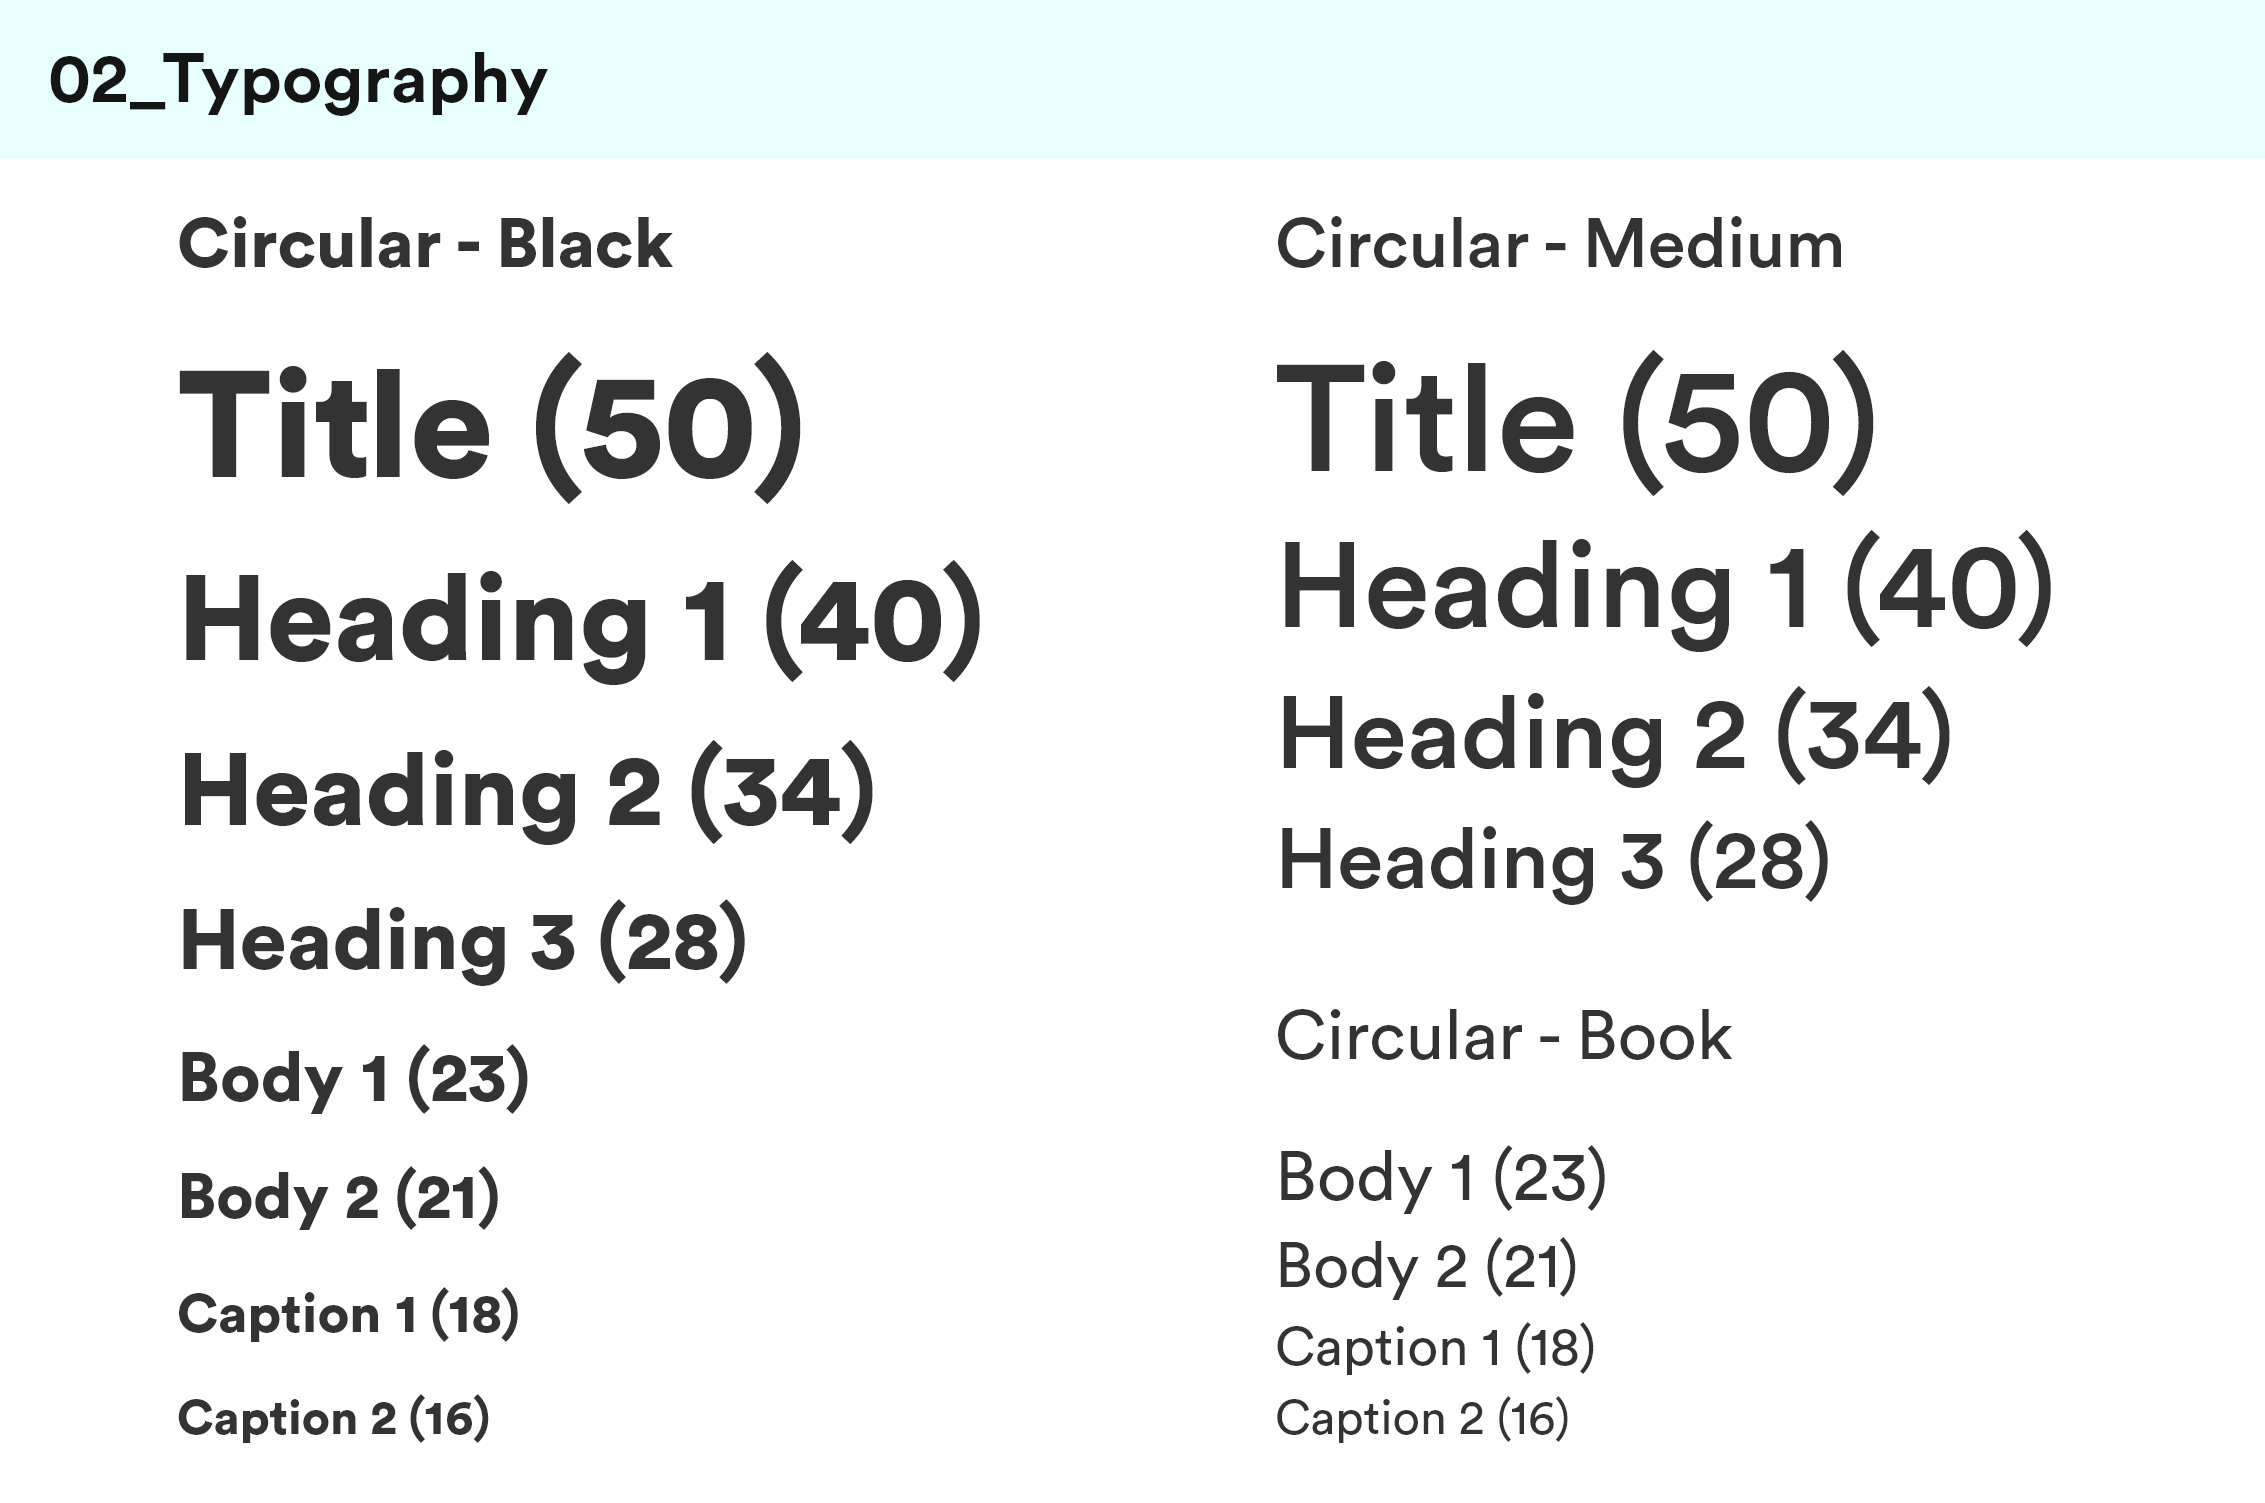 02_Typography
Circular - Black
Title (50)
Heading 1 (40)
Heading 2 (34)
Heading 3 (28)
Body 1 (23)
Body 2 (21)
Caption 1 (18)
Caption 2 (16)
Circular - Medium
Title (50)
Heading 1 (40)
Heading 2 (34)
Heading 3 (28)
Circular - Book
Body 1 (23)
Body 2 (21)
Caption 1 (18)
Caption 2 (16)